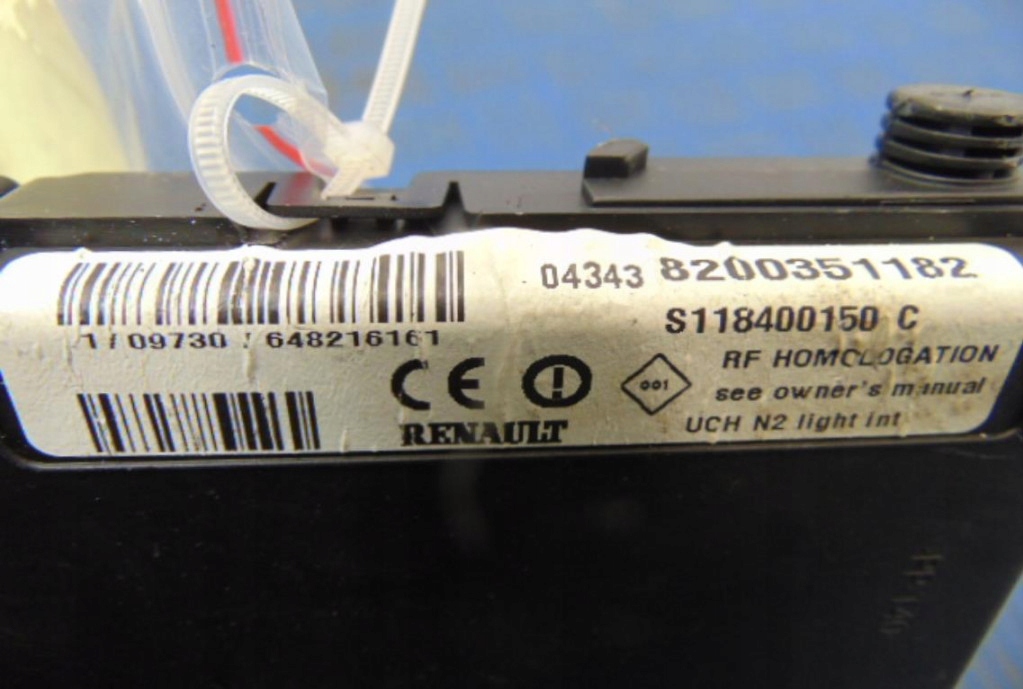 04343 8200351182
S118400150 C
1 / 09730 / 648216161
RF HOMOLOGATION
CE 001
see owner's manual
RENAULT
UCH N2 light int